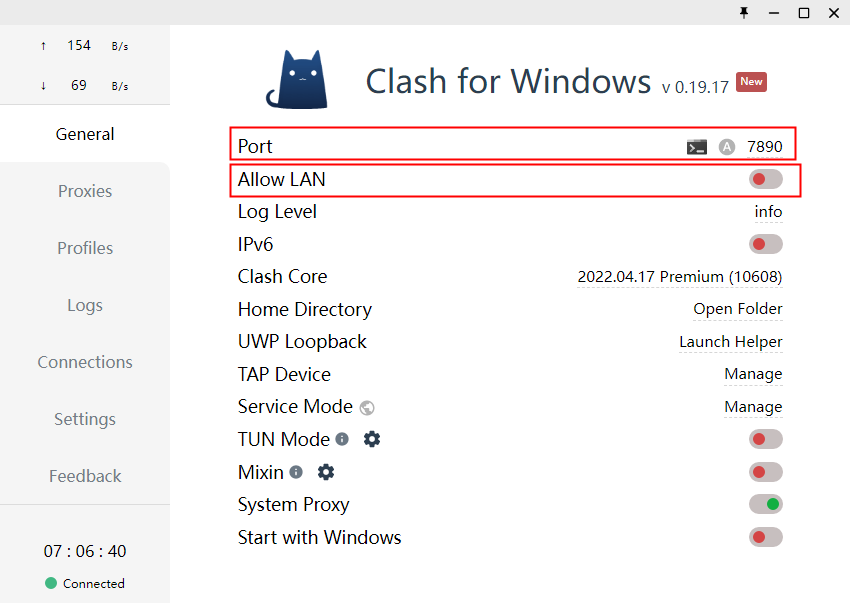 ↑ 154 B/s
↓ 69 B/s
General
Proxies
Profiles
Logs
Connections
Settings
Feedback
07 : 06 : 40
Connected
Clash for Windows v 0.19.17 New
Port A 7890
Allow LAN
Log Level info
IPv6
Clash Core 2022.04.17 Premium (10608)
Home Directory Open Folder
UWP Loopback Launch Helper
TAP Device Manage
Service Mode Manage
TUN Mode
Mixin
System Proxy
Start with Windows